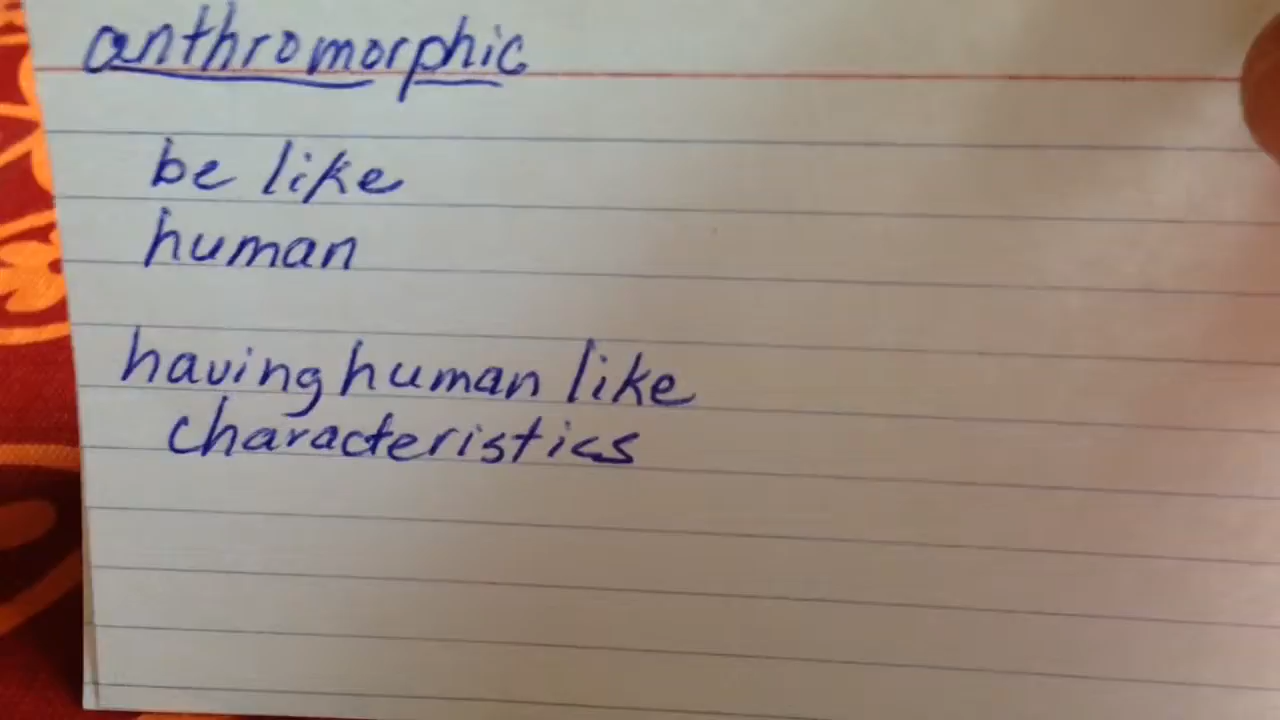 anthromorphic
be like
human
having human like
characteristics